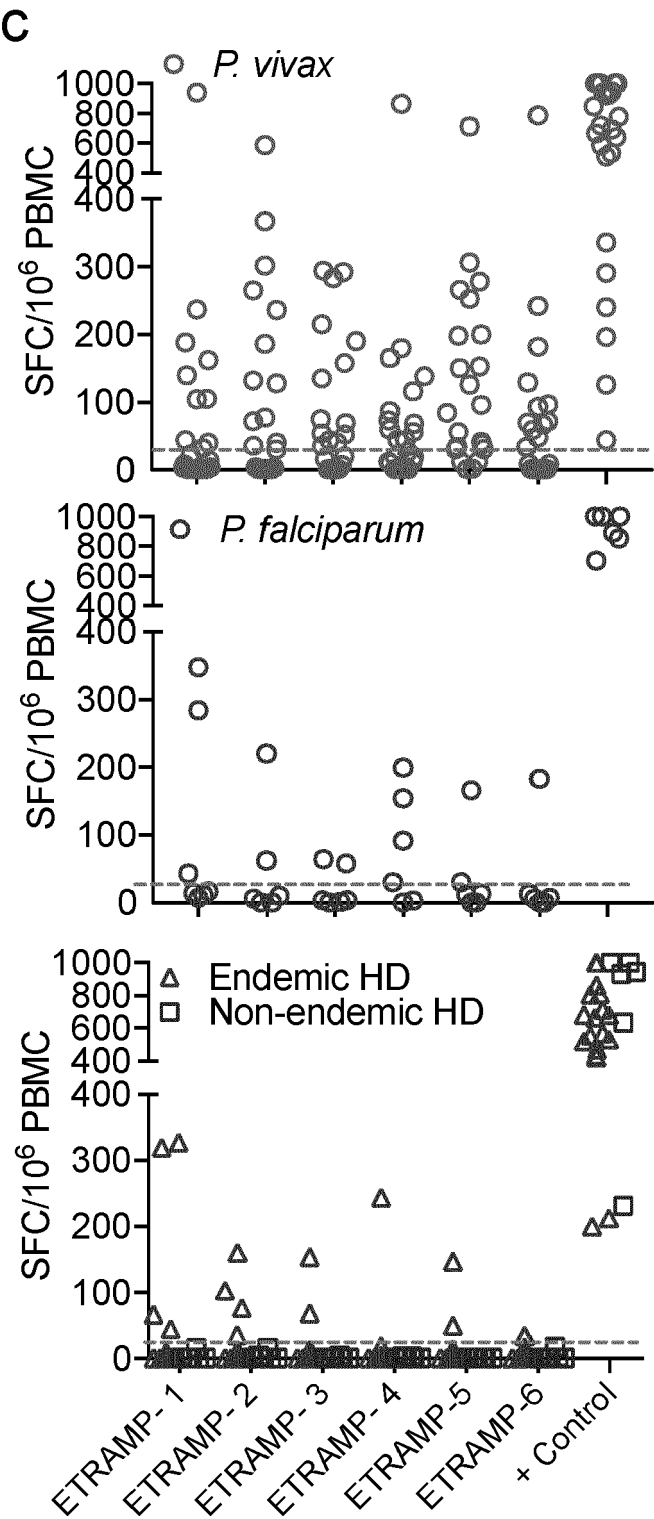 C
P. vivax
1000
800
600
400
400
300
200
100
0
SFC/10⁶ PBMC
P. falciparum
1000
800
600
400
400
300
200
100
0
SFC/10⁶ PBMC
Endemic HD
Non-endemic HD
1000
800
600
400
400
300
200
100
0
SFC/10⁶ PBMC
ETRAMP- 1
ETRAMP- 2
ETRAMP- 3
ETRAMP- 4
ETRAMP-5
ETRAMP-6
+ Control